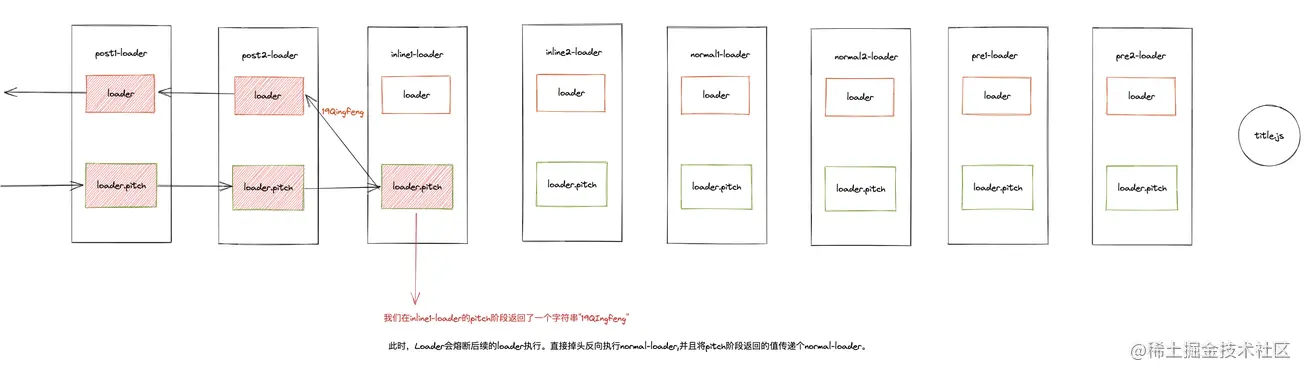 post1-loader
post2-loader
inline1-loader
inline2-loader
normal1-loader
normal2-loader
pre1-loader
pre2-loader
loader
loader
loader
loader
loader
loader
loader
loader
19Qingfeng
title.js
loader.pitch
loader.pitch
loader.pitch
loader.pitch
loader.pitch
loader.pitch
loader.pitch
loader.pitch
我们在inline1-loader的pitch阶段返回了一个字符串"19QIngfeng"
此时，Loader会熔断后续的loader执行。直接掉头反向执行normal-loader,并且将pitch阶段返回的值传递个normal-loader。
@稀土掘金技术社区